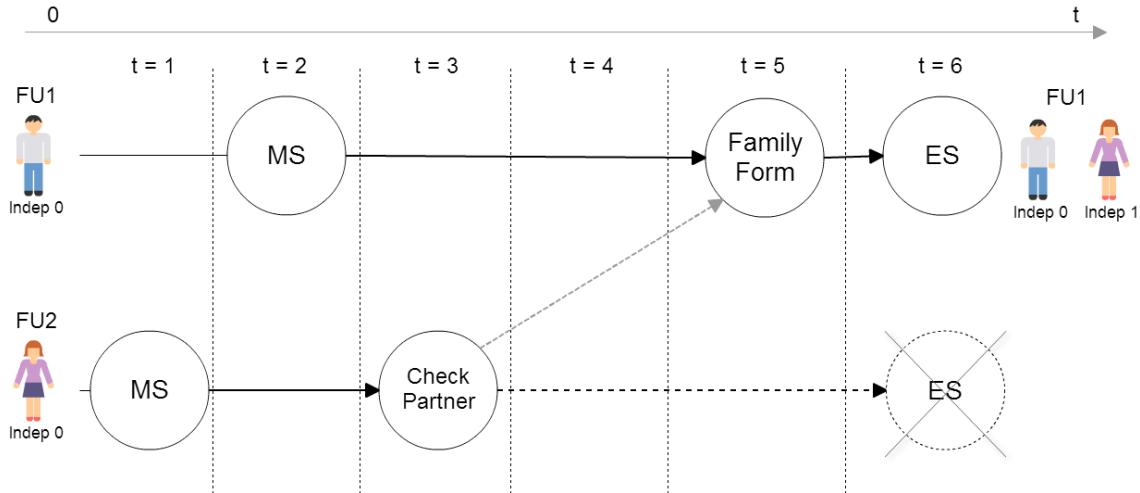 0 t
t = 1 t = 2 t = 3 t = 4 t = 5 t = 6
FU1 FU1
MS Family
Form ES
Indep 0 Indep 0 Indep 1
FU2
MS Check
Partner ES
Indep 0